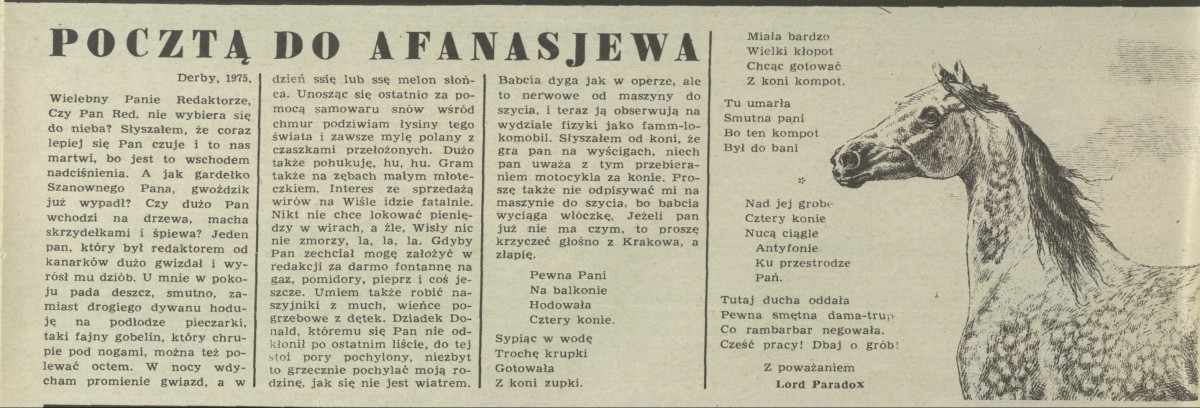 POCZTĄ DO AFANASJEWA
Derby, 1975.
Wielebny Panie Redaktorze,
Czy Pan Red. nie wybiera się
do nieba? Słyszałem, że coraz
lepiej się Pan czuje i to nas
martwi, bo jest to wschodem
nadciśnienia. A jak gardełko
Szanownego Pana, gwoździk
już wypadł? Czy dużo Pan
wchodzi na drzewa, macha
skrzydełkami i śpiewa? Jeden
pan, który był redaktorem od
kanarków dużo gwizdał i wy-
rósł mu dziób. U mnie w poko-
ju pada deszcz, smutno, za-
miast drogiego dywanu hodu-
ję na podłodze pieczarki,
taki fajny gobelin, który chru-
pie pod nogami, można też po-
lewać octem. W nocy wdy-
cham promienie gwiazd, a w
dzień ssię lub ssę melon słoń-
ca. Unosząc się ostatnio za po-
mocą samowaru snów wśród
chmur podziwiam łysiny tego
świata i zawsze mylę polany z
czaszkami przełożonych. Dużo
także pohukuję, hu, hu. Gram
także na zębach małym młote-
czkiem. Interes ze sprzedażą
wirów na Wiśle idzie fatalnie.
Nikt nie chce lokować pienię-
dzy w wirach, a źle, Wisły nic
nie zmorzy, la, la, la. Gdyby
Pan zechciał mogę założyć w
redakcji za darmo fontannę na
gaz, pomidory, pieprz i coś je-
szcze. Umiem także robić na-
szyjniki z much, wieńce po-
grzebowe z dętek. Dziadek Do-
nald, któremu się Pan nie od-
kłonił po ostatnim liście, do tej
stoi pory pochylony, niezbyt
to grzecznie pochylać moją ro-
dzinę, jak się nie jest wiatrem.
Babcia dyga jak w operze, ale
to nerwowe od maszyny do
szycia, i teraz ją obserwują na
wydziale fizyki jako famm-lo-
komobil. Słyszałem od koni, że
gra pan na wyścigach, niech
pan uważa z tym przebiera-
niem motocykla za konie. Pro-
szę także nie odpisywać mi na
maszynie do szycia, bo babcia
wyciąga włóczkę, Jeżeli pan
już nie ma czym, to proszę
krzyczeć głośno z Krakowa, a
złapię.
Pewna Pani
Na balkonie
Hodowała
Cztery konie.
Sypiąc w wodę
Trochę krupki
Gotowała
Z koni zupki.
Miała bardzo
Wielki kłopot
Chcąc gotować
Z koni kompot.
Tu umarła
Smutna pani
Bo ten kompot
Był do bani
*
Nad jej grobe
Cztery konie
Nucą ciągle
Antyfonie
Ku przestrodze
Pań.
Tutaj ducha oddała
Pewna smętna dama-trup
Co rambarbar negowała.
Cześć pracy! Dbaj o grób!
Z poważaniem
Lord Paradox